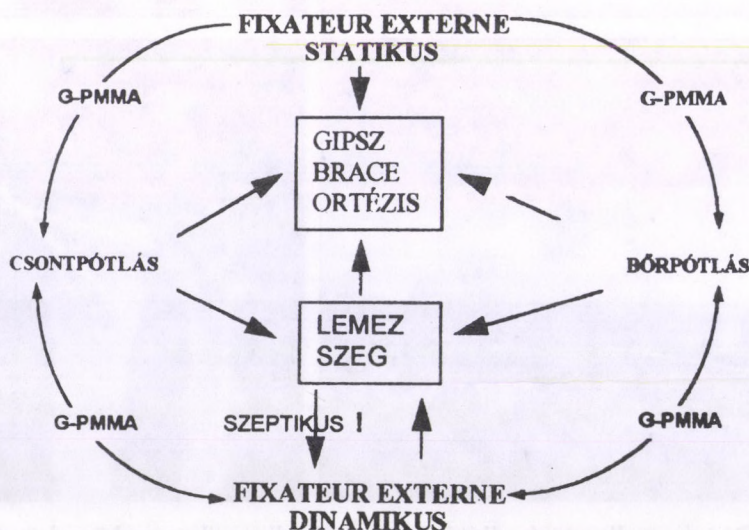 FIXATEUR EXTERNE
STATIKUS
G-PMMA
G-PMMA
GIPSZ
BRACE
ORTÉZIS
CSONTPÓTLÁS
BŐRPÓTLÁS
LEMEZ
SZEG
G-PMMA
SZEPTIKUS !
G-PMMA
FIXATEUR EXTERNE
DINAMIKUS